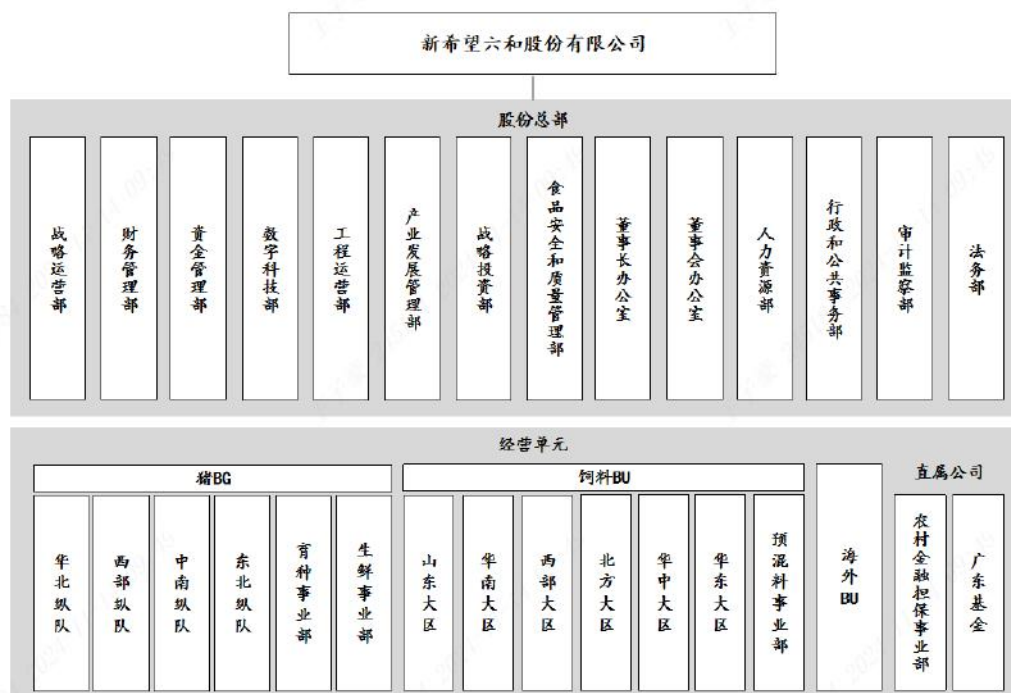 新希望六和股份有限公司
股份总部
战略运营部
财务管理部
资金管理部
数字科技部
工程运营部
产业发展管理部
战略投资部
食品安全和质量管理部
董事长办公室
董事会办公室
人力资源部
行政和公共事务部
审计监察部
法务部
经营单元
猪BG
饲料BU
直属公司
华北纵队
西部纵队
中南纵队
东北纵队
育种事业部
生鲜事业部
山东大区
华南大区
西部大区
北方大区
华中大区
华东大区
预混料事业部
海外BU
农村金融担保事业部
广东基金